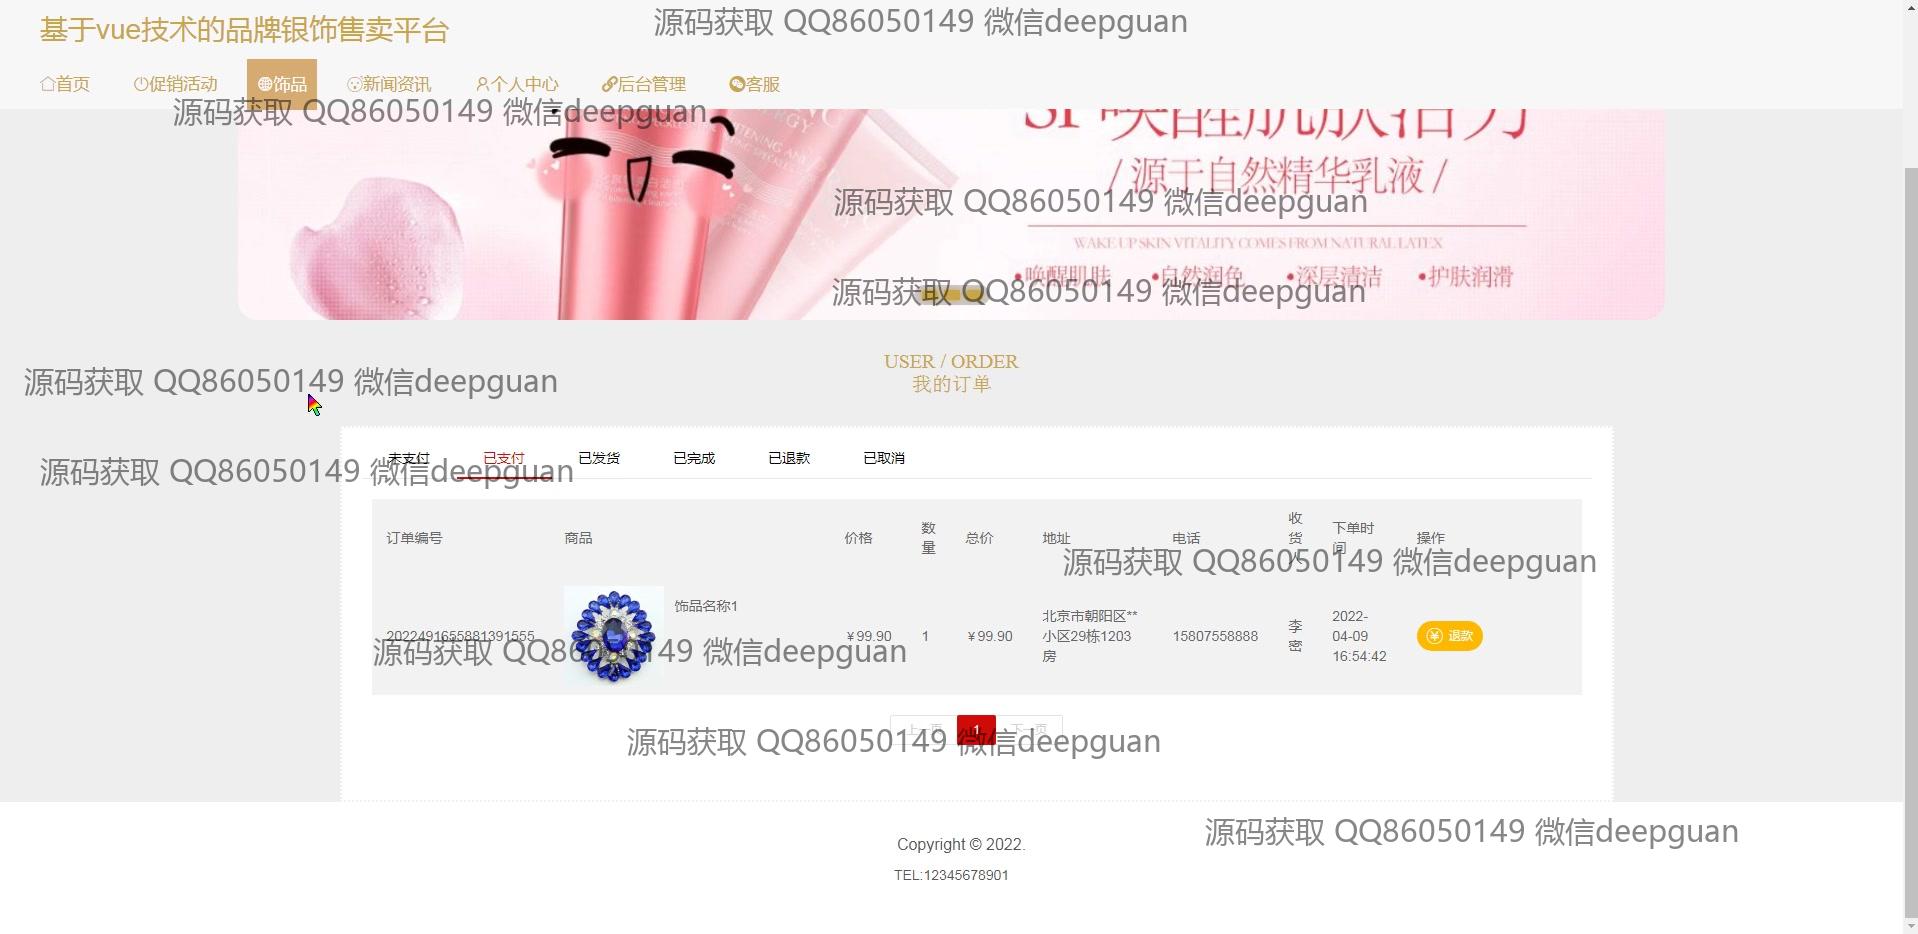 基于vue技术的品牌银饰售卖平台
源码获取 QQ86050149 微信deepguan
首页
促销活动
饰品
新闻资讯
个人中心
后台管理
客服
源码获取 QQ86050149 微信deepguan
唤醒肌肤活力
/ 源于自然精华乳液 /
源码获取 QQ86050149 微信deepguan
WAKE UP SKIN VITALITY COMES FROM NATURAL LATEX
•唤醒肌肤 •自然润色 •深层清洁 •护肤润滑
源码获取 QQ86050149 微信deepguan
USER / ORDER
我的订单
源码获取 QQ86050149 微信deepguan
未支付 已支付 已发货 已完成 已退款 已取消
源码获取 QQ86050149 微信deepguan
订单编号
商品
价格
数
量
总价
地址
电话
收
货
人
下单时
间
操作
源码获取 QQ86050149 微信deepguan
2022491655881391555
饰品名称1
￥99.90
1
￥99.90
北京市朝阳区**
小区29栋1203
房
15807558888
李
密
2022-
04-09
16:54:42
退款
源码获取 QQ86050149 微信deepguan
上一页 1 下一页
源码获取 QQ86050149 微信deepguan
源码获取 QQ86050149 微信deepguan
Copyright © 2022.
TEL:12345678901